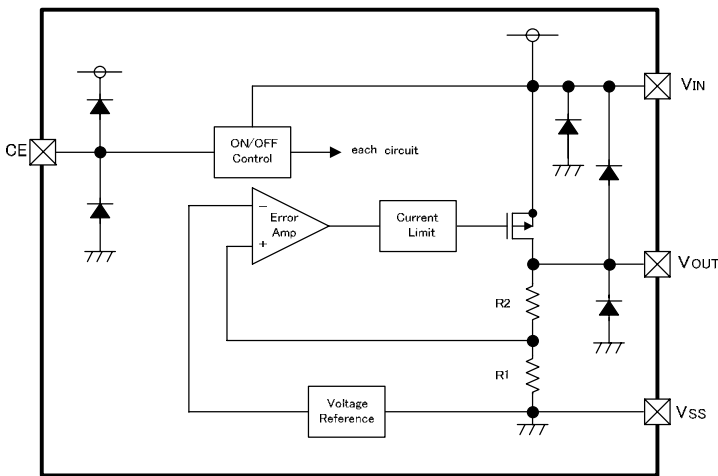 VIN
CE
ON/OFF
Control
each circuit
−
Error
Amp
+
Current
Limit
VOUT
R2
R1
Voltage
Reference
VSS